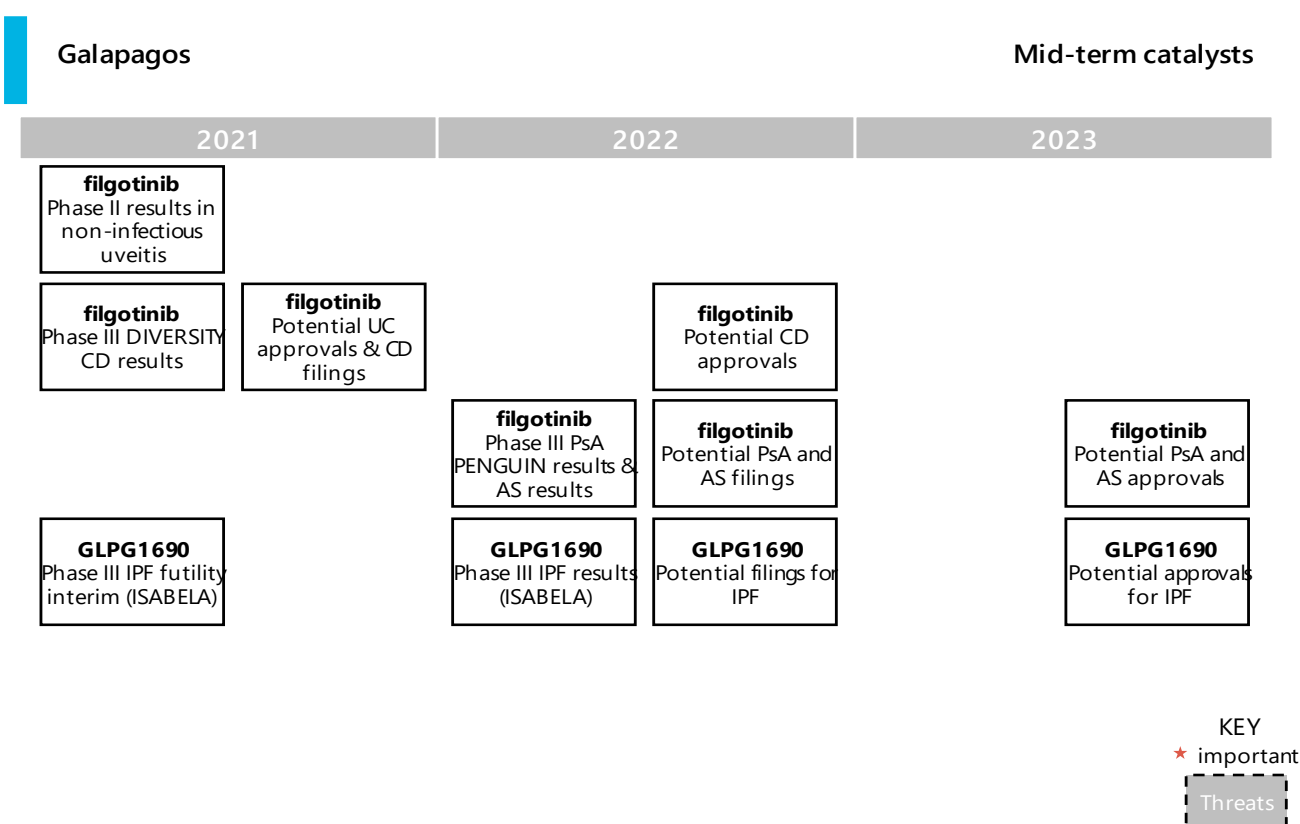 Galapagos
Mid-term catalysts
2021
2022
2023
filgotinib
Phase II results in
non-infectious
uveitis
filgotinib
Phase III DIVERSITY
CD results
filgotinib
Potential UC
approvals & CD
filings
filgotinib
Potential CD
approvals
filgotinib
Phase III PsA
PENGUIN results &
AS results
filgotinib
Potential PsA and
AS filings
filgotinib
Potential PsA and
AS approvals
GLPG1690
Phase III IPF futility
interim (ISABELA)
GLPG1690
Phase III IPF results
(ISABELA)
GLPG1690
Potential filings for
IPF
GLPG1690
Potential approvals
for IPF
KEY
★ important
Threats